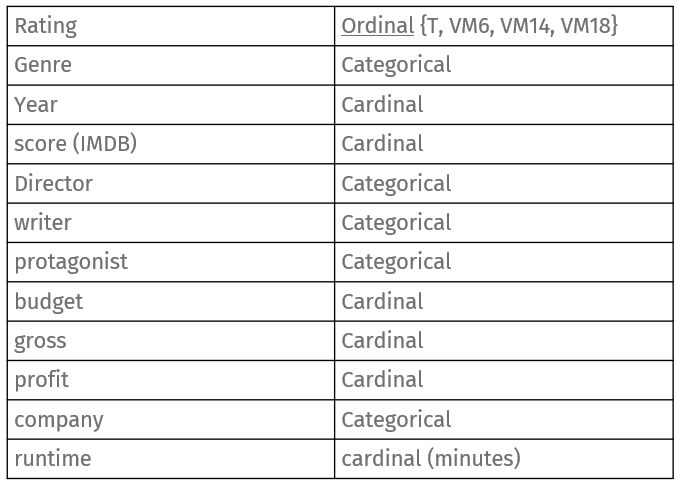 Rating Ordinal {T, VM6, VM14, VM18}
Genre Categorical
Year Cardinal
score (IMDB) Cardinal
Director Categorical
writer Categorical
protagonist Categorical
budget Cardinal
gross Cardinal
profit Cardinal
company Categorical
runtime cardinal (minutes)